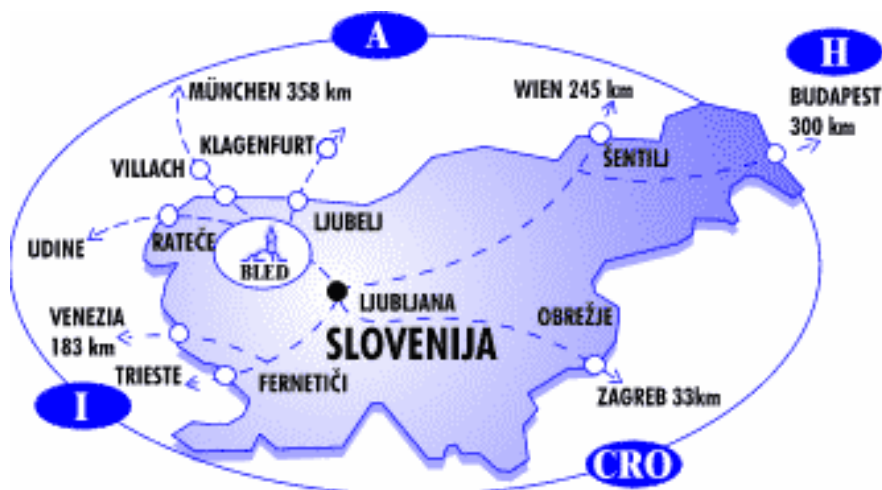 A
H
MÜNCHEN 358 km
WIEN 245 km
BUDAPEST
300 km
KLAGENFURT
VILLACH
ŠENTILJ
LJUBELJ
RATEČE
UDINE
BLED
LJUBLJANA
VENEZIA
183 km
OBREŽJE
SLOVENIJA
TRIESTE
FERNETIČI
ZAGREB 33km
I
CRO